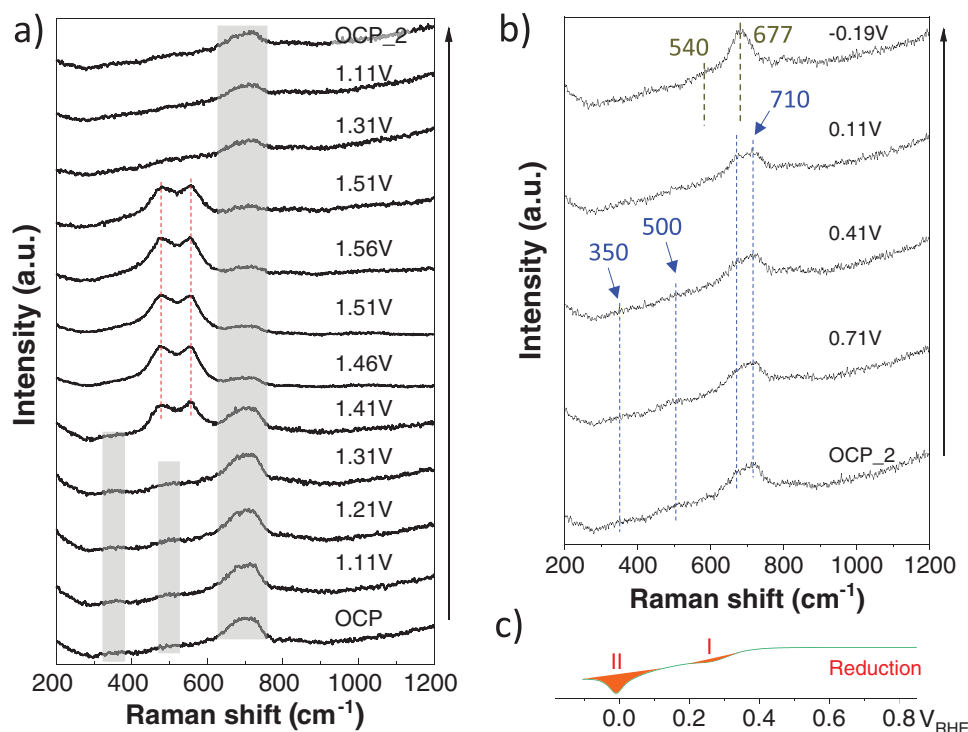 a)
OCP_2
1.11V
1.31V
1.51V
1.56V
1.51V
1.46V
1.41V
1.31V
1.21V
1.11V
OCP
Intensity (a.u.)
200 400 600 800 1000 1200
Raman shift (cm⁻¹)
b)
-0.19V
540 677
710
0.11V
500
350
0.41V
0.71V
OCP_2
Intensity (a.u.)
200 400 600 800 1000 1200
Raman shift (cm⁻¹)
c)
II I
Reduction
0.0 0.2 0.4 0.6 0.8 V_RHE